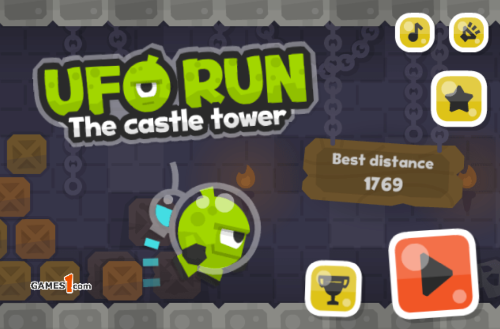 UFO RUN
The castle tower
Best distance
1769
GAMES1.com